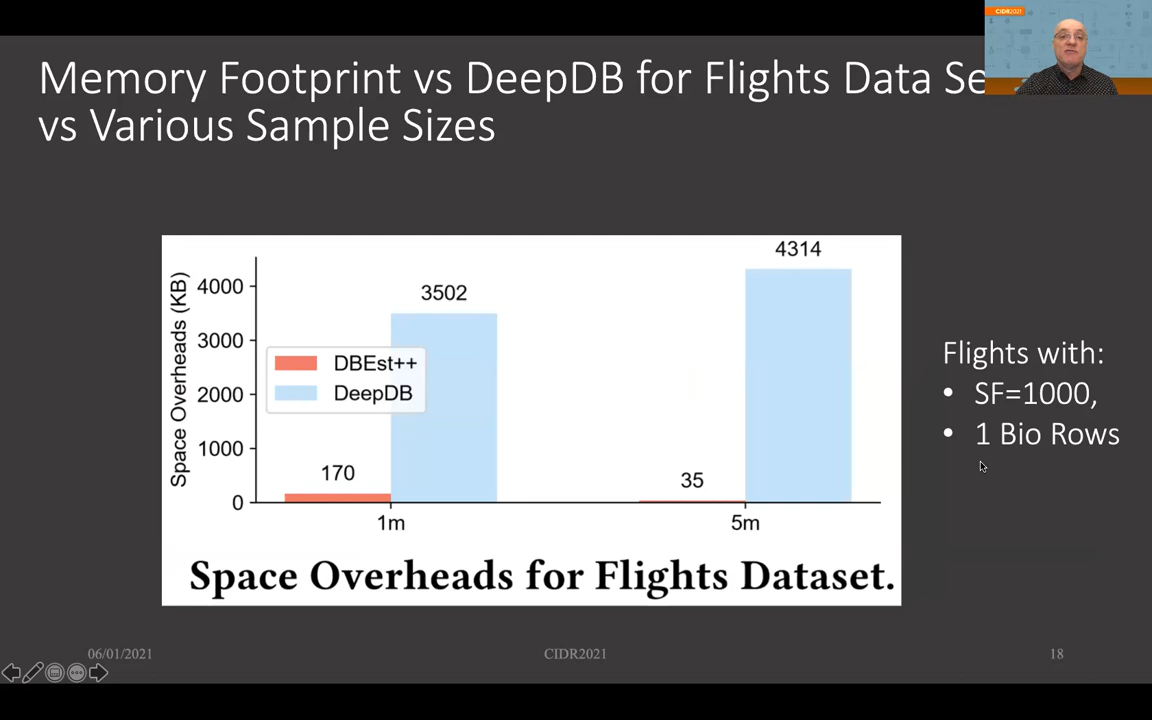 CIDR2021
Memory Footprint vs DeepDB for Flights Data Se
vs Various Sample Sizes
4314
4000
3502
3000
DBEst++
2000
DeepDB
1000
170
35
0
1m
5m
Space Overheads (KB)
Space Overheads for Flights Dataset.
Flights with:
• SF=1000,
• 1 Bio Rows
06/01/2021
CIDR2021
18